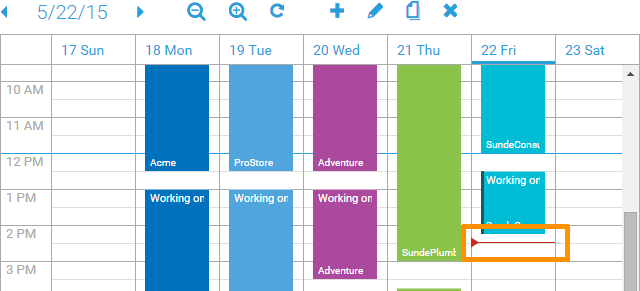 5/22/15
17 Sun 18 Mon 19 Tue 20 Wed 21 Thu 22 Fri 23 Sat
10 AM
11 AM
SundeConsu
12 PM Acme ProStore Adventure
Working on
1 PM Working on Working on Working on
2 PM
SundePlumb
3 PM Adventure